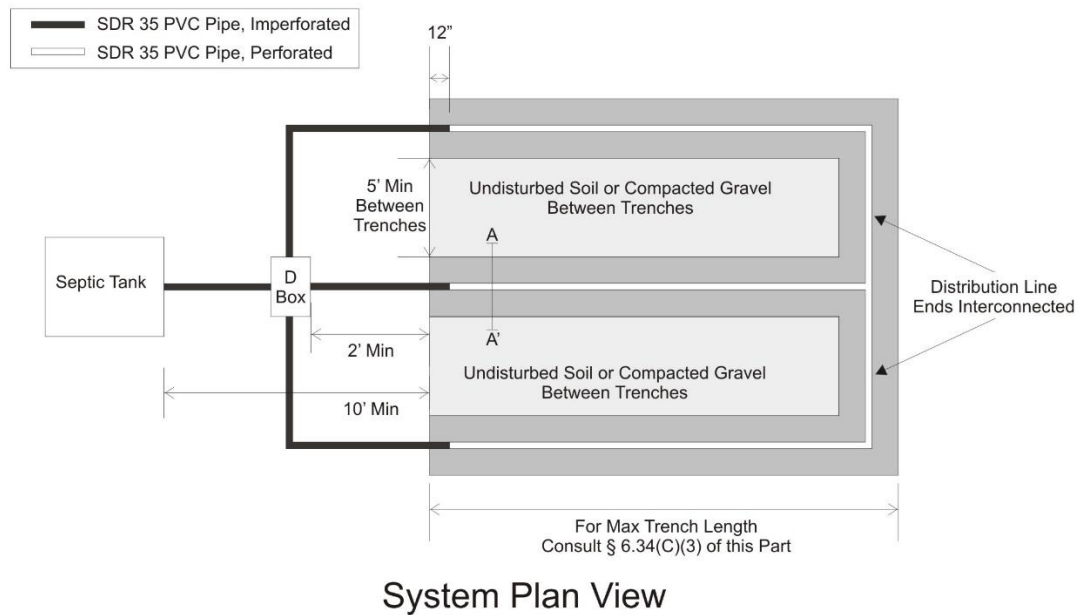 SDR 35 PVC Pipe, Imperforated
SDR 35 PVC Pipe, Perforated
12”
5’ Min
Between
Trenches
Undisturbed Soil or Compacted Gravel
Between Trenches
A
Septic Tank
D
Box
Distribution Line
Ends Interconnected
A’
2’ Min
Undisturbed Soil or Compacted Gravel
Between Trenches
10’ Min
For Max Trench Length
Consult § 6.34(C)(3) of this Part
System Plan View